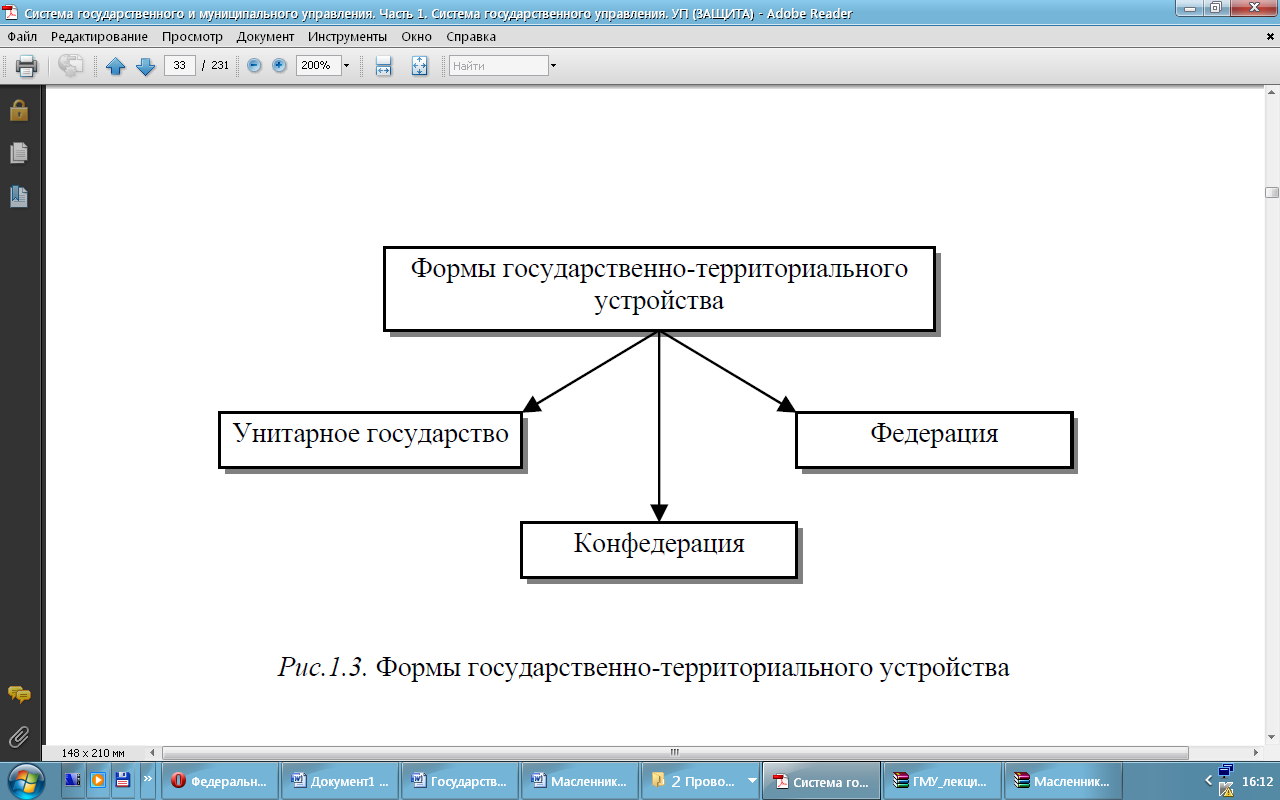 Система государственного и муниципального управления. Часть 1. Система государственного управления. УП (ЗАЩИТА) - Adobe Reader
Файл Редактирование Просмотр Документ Инструменты Окно Справка
33 / 231 200% Найти
Формы государственно-территориального
устройства
Унитарное государство
Федерация
Конфедерация
Рис.1.3. Формы государственно-территориального устройства
148 x 210 мм
Федеральн... Документ1 ... Государств... Масленник... 2 Прово... Система го... ГМУ_лекци... Масленник... 16:12